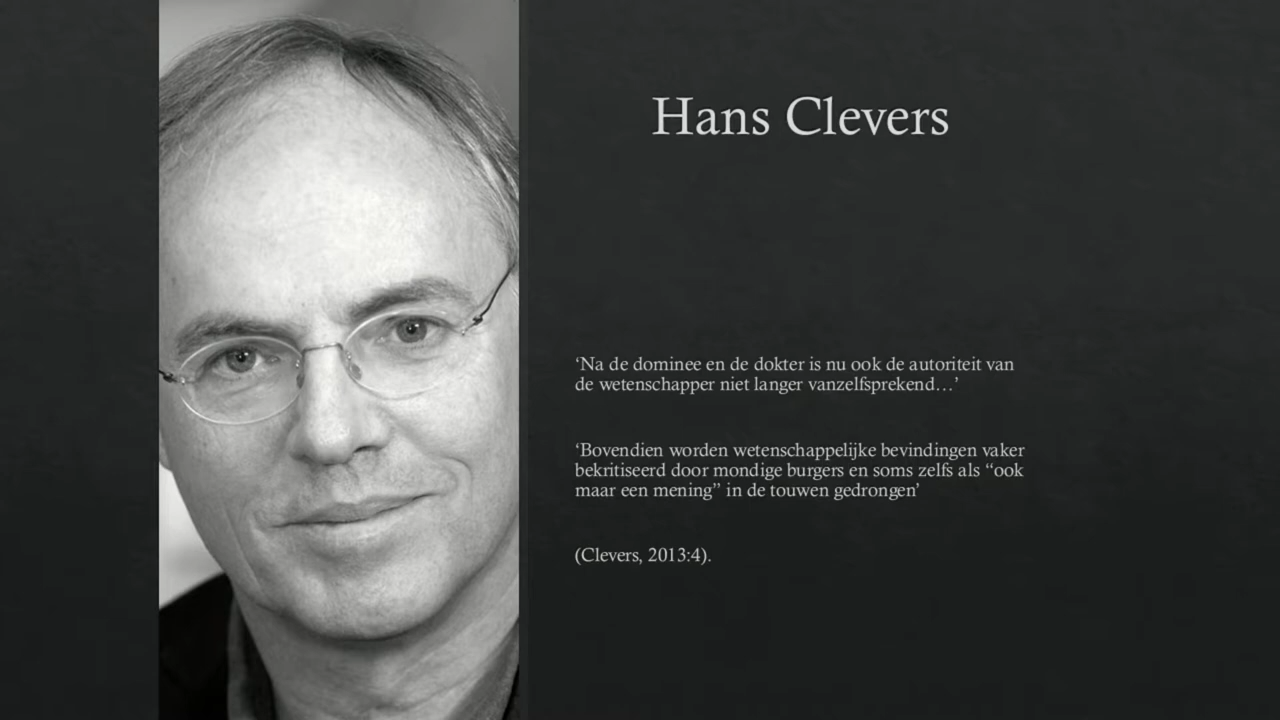 Hans Clevers
‘Na de dominee en de dokter is nu ook de autoriteit van
de wetenschapper niet langer vanzelfsprekend…’
‘Bovendien worden wetenschappelijke bevindingen vaker
bekritiseerd door mondige burgers en soms zelfs als “ook
maar een mening” in de touwen gedrongen’
(Clevers, 2013:4).